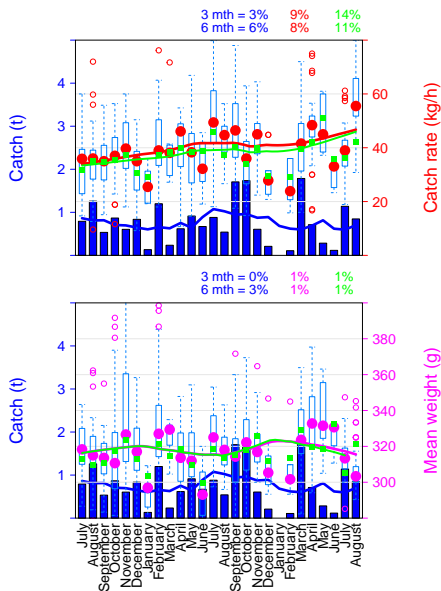 3 mth = 3% 9% 14%
6 mth = 6% 8% 11%
Catch (t)
5
4
3
2
1
Catch rate (kg/h)
80
60
40
20
3 mth = 0% 1% 1%
6 mth = 3% 1% 1%
Catch (t)
5
4
3
2
1
Mean weight (g)
380
360
340
320
300
July
August
September
October
November
December
January
February
March
April
May
June
July
August
September
October
November
December
January
February
March
April
May
June
July
August